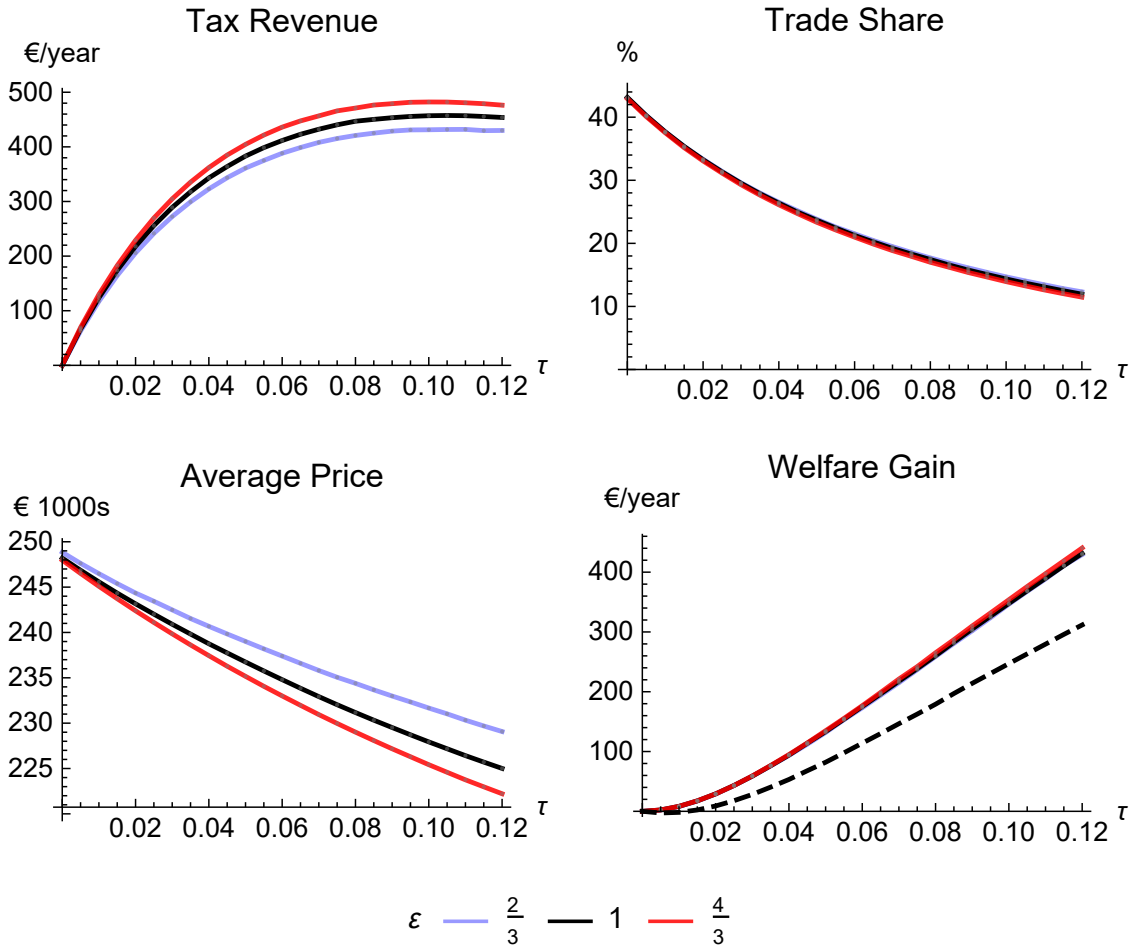 Tax Revenue
€/year
500
400
300
200
100
0.02 0.04 0.06 0.08 0.10 0.12
τ
Trade Share
%
40
30
20
10
0.02 0.04 0.06 0.08 0.10 0.12
τ
Average Price
€ 1000s
250
245
240
235
230
225
0.02 0.04 0.06 0.08 0.10 0.12
τ
Welfare Gain
€/year
400
300
200
100
0.02 0.04 0.06 0.08 0.10 0.12
τ
ε 2/3 1 4/3